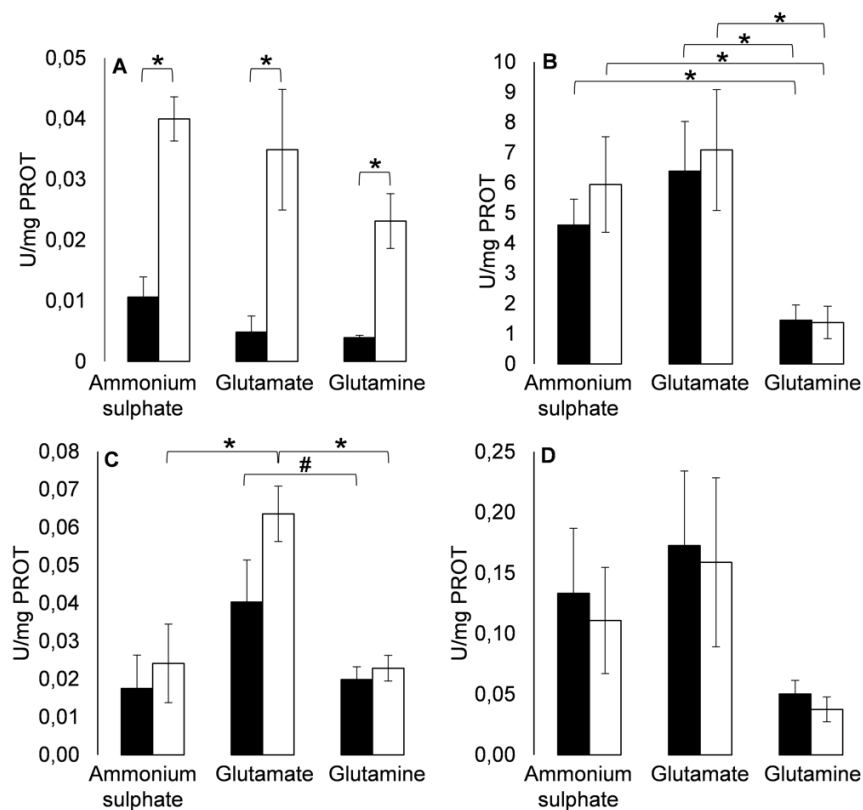 A
*
*
*
0,05
0,04
0,03
0,02
0,01
0
U/mg PROT
Ammonium
sulphate
Glutamate
Glutamine
B
*
*
*
*
10
9
8
7
6
5
4
3
2
1
0
U/mg PROT
Ammonium
sulphate
Glutamate
Glutamine
C
*
*
#
0,08
0,07
0,06
0,05
0,04
0,03
0,02
0,01
0,00
U/mg PROT
Ammonium
sulphate
Glutamate
Glutamine
D
0,25
0,20
0,15
0,10
0,05
0,00
U/mg PROT
Ammonium
sulphate
Glutamate
Glutamine